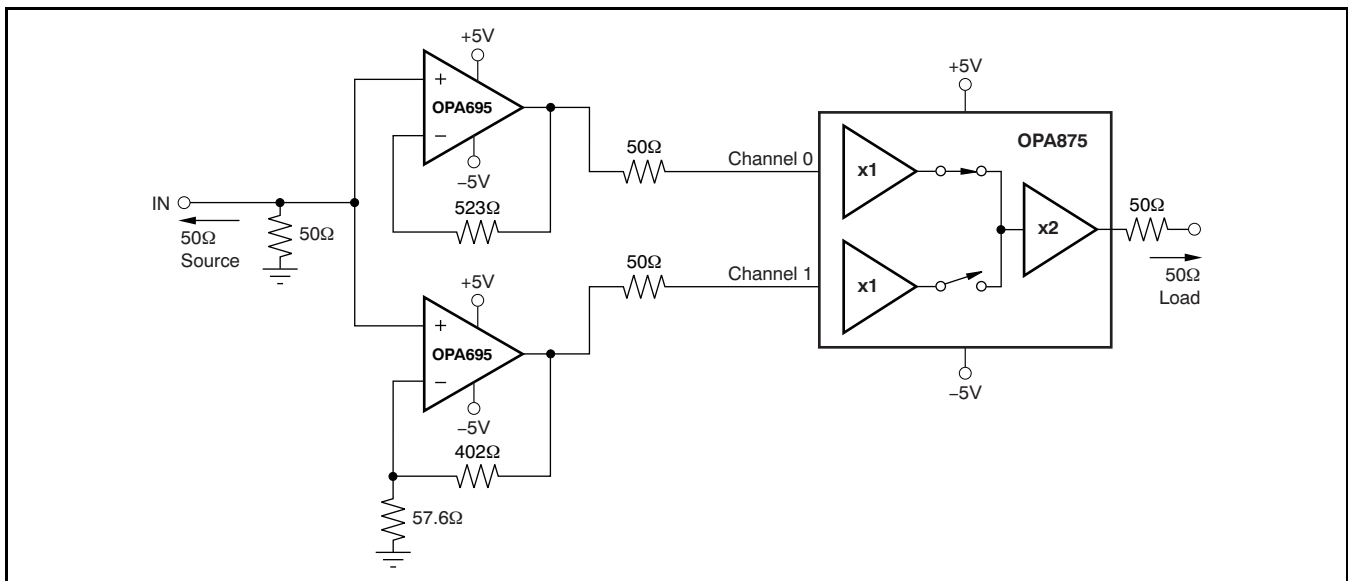 +5V
+
OPA695
−
−5V
523Ω
IN
50Ω
Source
50Ω
50Ω
Channel 0
+5V
OPA875
x1
x1
x2
50Ω
50Ω
Load
−5V
50Ω
Channel 1
+5V
+
OPA695
−
−5V
402Ω
57.6Ω